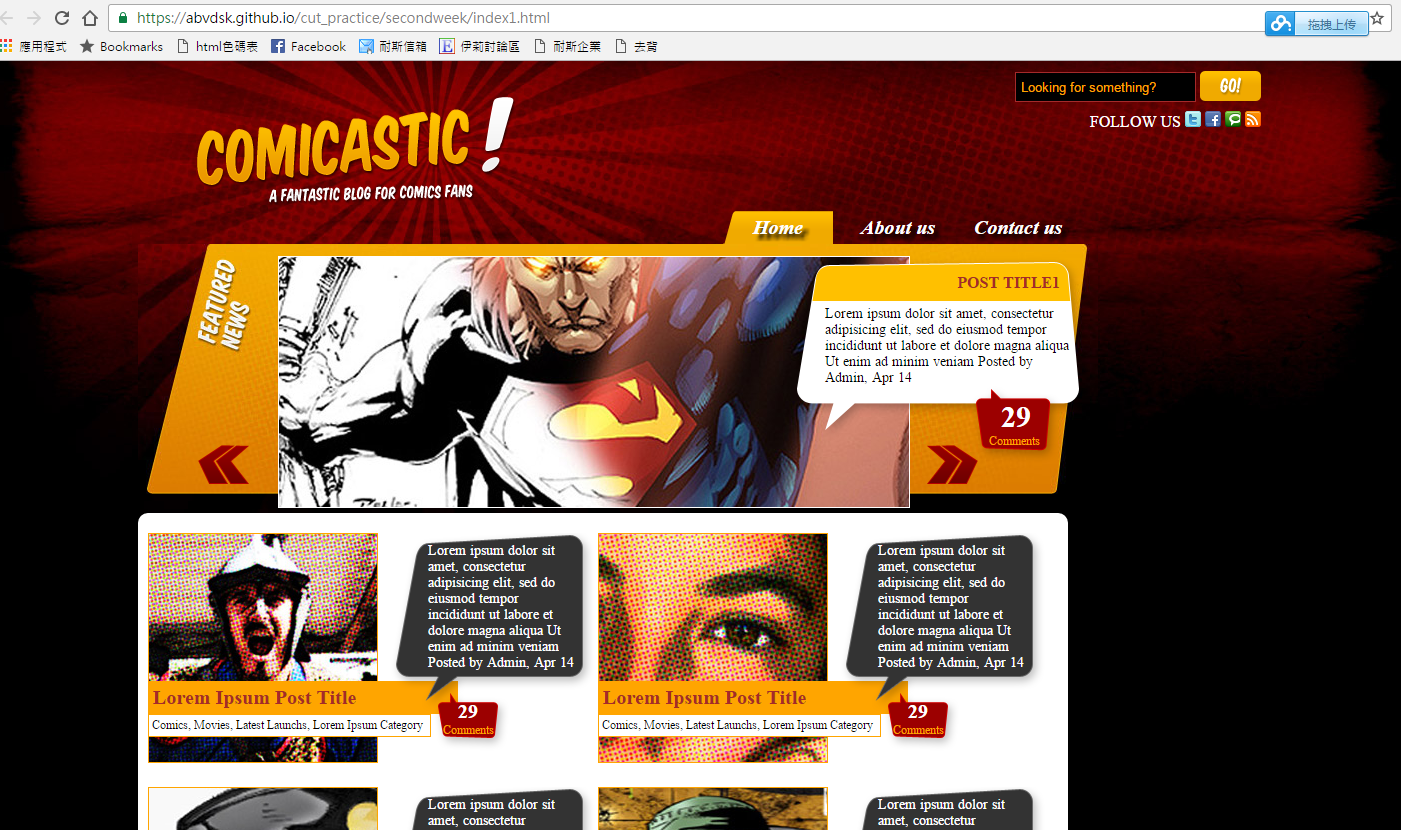 https://abvdsk.github.io/cut_practice/secondweek/index1.html
拖拽上传
應用程式 Bookmarks html色碼表 Facebook 耐斯信箱 伊莉討論區 耐斯企業 去背
Looking for something? GO!
FOLLOW US
COMICASTIC!
A FANTASTIC BLOG FOR COMICS FANS
Home About us Contact us
FEATURED
NEWS
POST TITLE1
Lorem ipsum dolor sit amet, consectetur
adipisicing elit, sed do eiusmod tempor
incididunt ut labore et dolore magna aliqua
Ut enim ad minim veniam Posted by
Admin, Apr 14
29
Comments
Lorem ipsum dolor sit
amet, consectetur
adipisicing elit, sed do
eiusmod tempor
incididunt ut labore et
dolore magna aliqua Ut
enim ad minim veniam
Posted by Admin, Apr 14
Lorem Ipsum Post Title
29
Comments
Comics, Movies, Latest Launchs, Lorem Ipsum Category
Lorem ipsum dolor sit
amet, consectetur
adipisicing elit, sed do
eiusmod tempor
incididunt ut labore et
dolore magna aliqua Ut
enim ad minim veniam
Posted by Admin, Apr 14
Lorem Ipsum Post Title
29
Comments
Comics, Movies, Latest Launchs, Lorem Ipsum Category
Lorem ipsum dolor sit
amet, consectetur
Lorem ipsum dolor sit
amet, consectetur